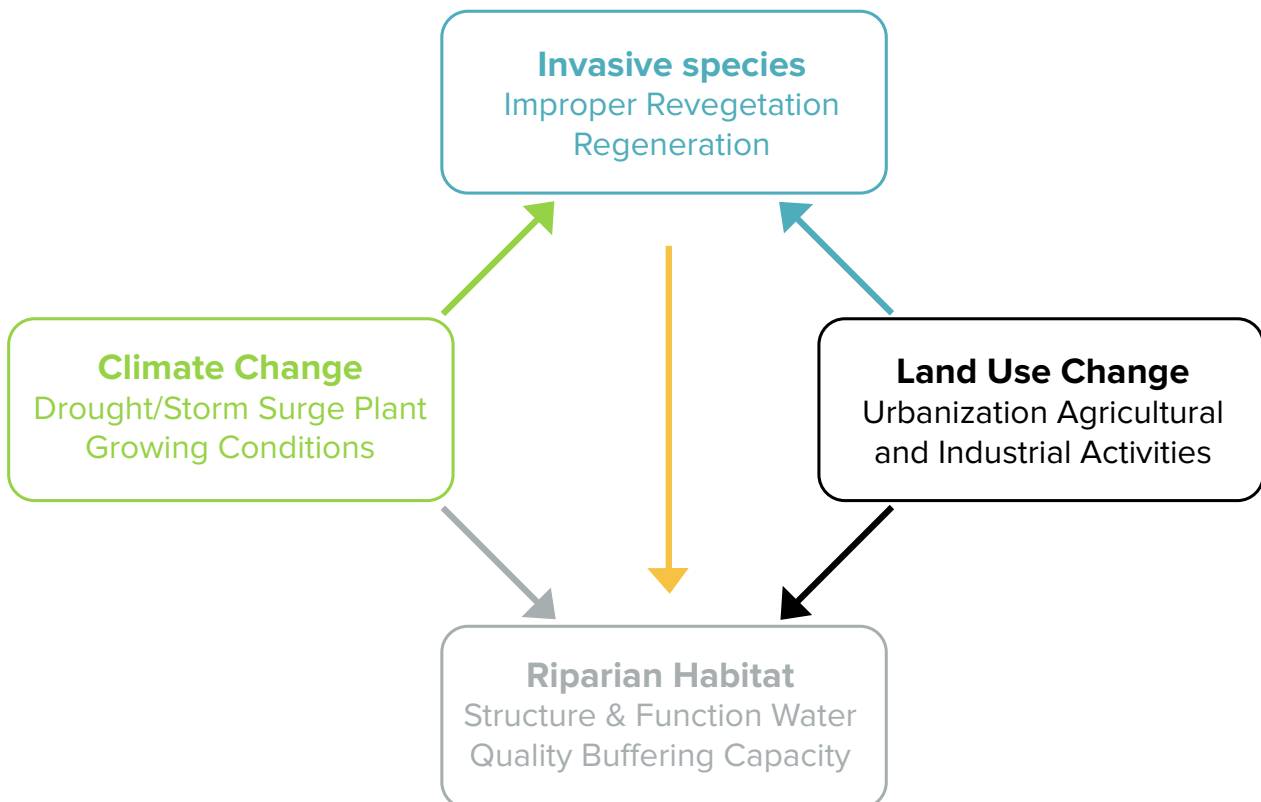 Invasive species
Improper Revegetation
Regeneration
Climate Change
Drought/Storm Surge Plant
Growing Conditions
Land Use Change
Urbanization Agricultural
and Industrial Activities
Riparian Habitat
Structure & Function Water
Quality Buffering Capacity